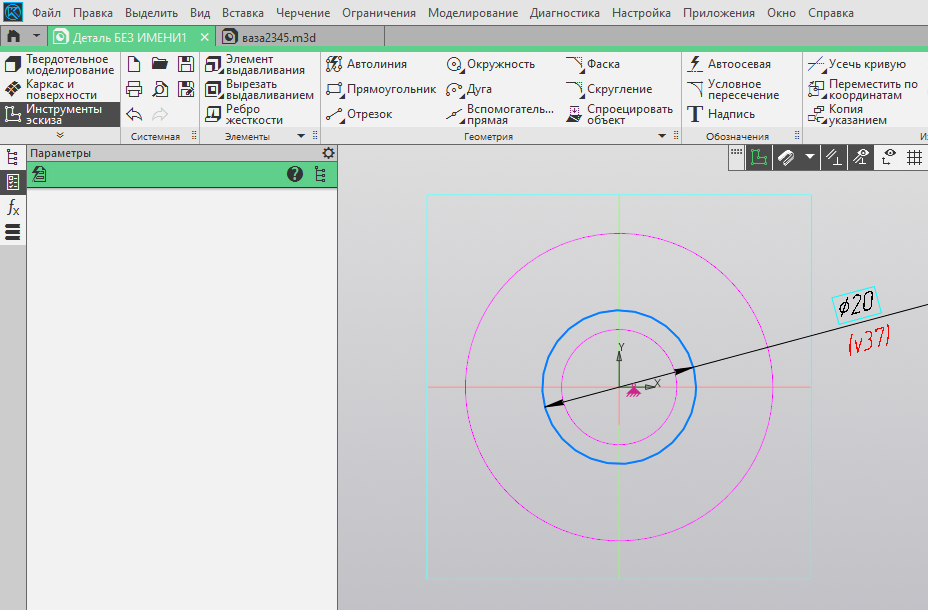 Файл Правка Выделить Вид Вставка Черчение Ограничения Моделирование Диагностика Настройка Приложения Окно Справка
Деталь БЕЗ ИМЕНИ1 ваза2345.m3d
Твердотельное моделирование
Каркас и поверхности
Инструменты эскиза
Системная
Элемент выдавливания
Вырезать выдавливанием
Ребро жесткости
Элементы
Автолиния Окружность Фаска
Прямоугольник Дуга Скругление
Отрезок Вспомогатель... прямая Спроецировать объект
Геометрия
Автоосевая
Условное пересечение
Надпись
Обозначения
Усечь кривую
Переместить по координатам
Копия указанием
Параметры
Y
X
ϕ20
(v37)